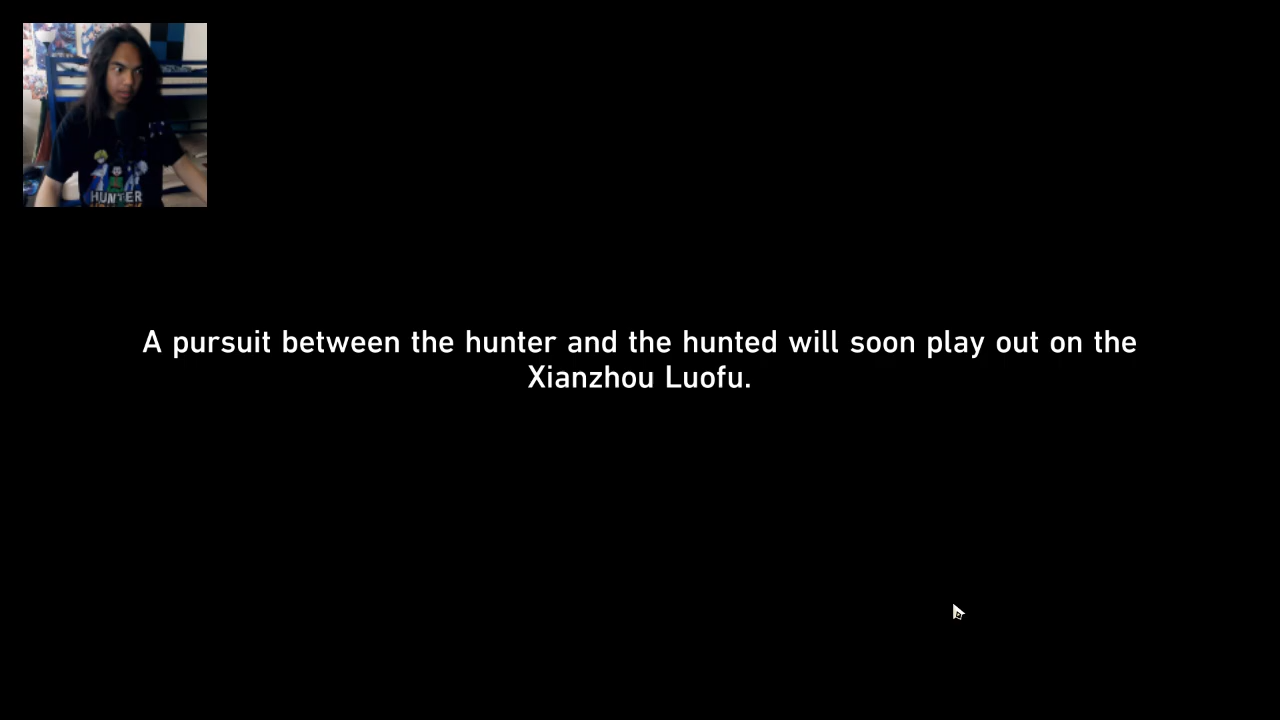 HUNTER
A pursuit between the hunter and the hunted will soon play out on the
Xianzhou Luofu.